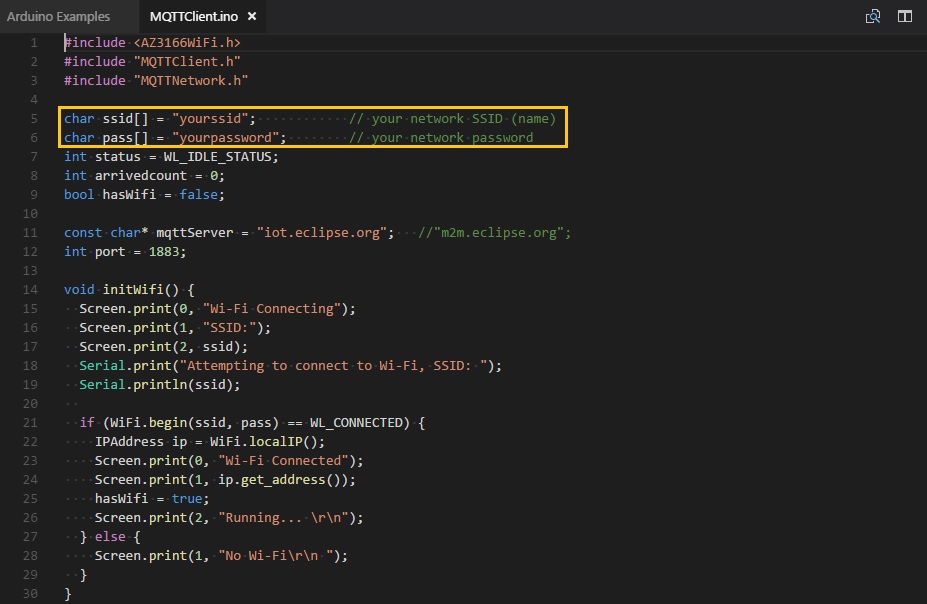 Arduino Examples MQTTClient.ino ×
1 #include <AZ3166WiFi.h>
2 #include "MQTTClient.h"
3 #include "MQTTNetwork.h"
4
5 char ssid[] = "yourssid"; // your network SSID (name)
6 char pass[] = "yourpassword"; // your network password
7 int status = WL_IDLE_STATUS;
8 int arrivedcount = 0;
9 bool hasWifi = false;
10
11 const char* mqttServer = "iot.eclipse.org"; //"m2m.eclipse.org";
12 int port = 1883;
13
14 void initWifi() {
15 Screen.print(0, "Wi-Fi Connecting");
16 Screen.print(1, "SSID:");
17 Screen.print(2, ssid);
18 Serial.print("Attempting to connect to Wi-Fi, SSID: ");
19 Serial.println(ssid);
20
21 if (WiFi.begin(ssid, pass) == WL_CONNECTED) {
22 IPAddress ip = WiFi.localIP();
23 Screen.print(0, "Wi-Fi Connected");
24 Screen.print(1, ip.get_address());
25 hasWifi = true;
26 Screen.print(2, "Running... \r\n");
27 } else {
28 Screen.print(1, "No Wi-Fi\r\n ");
29 }
30 }